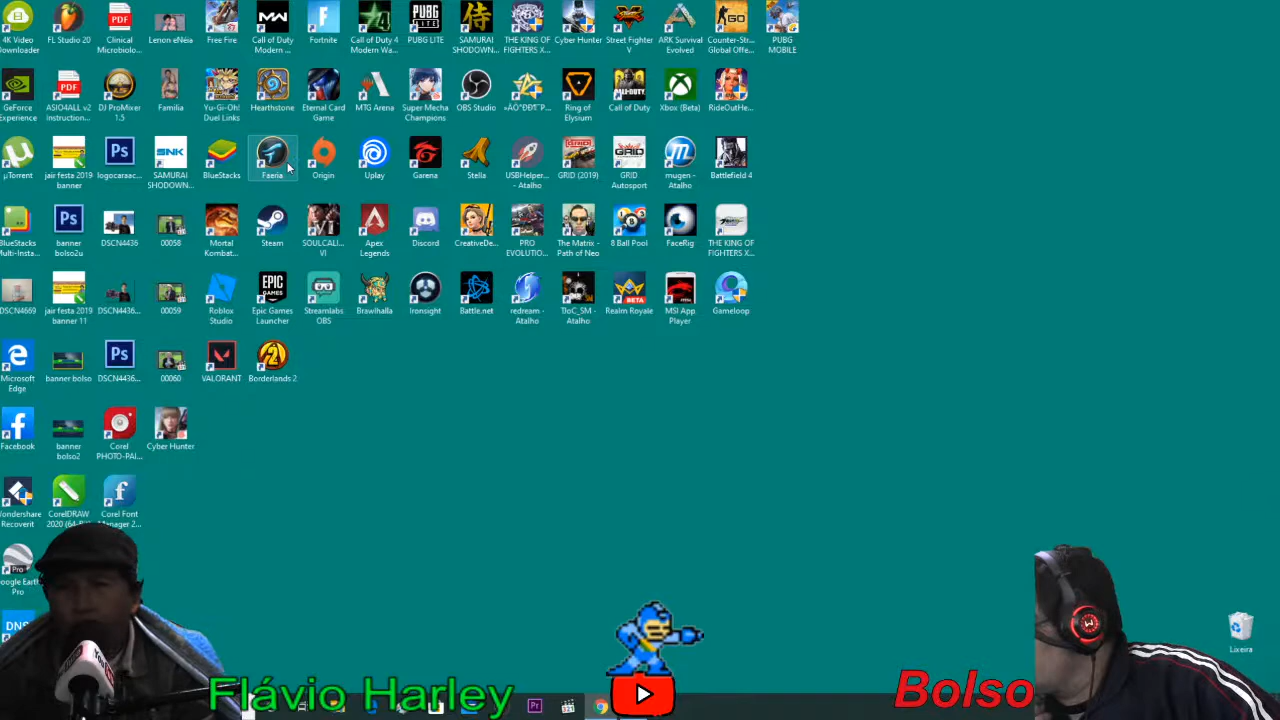 4K Video
Downloader
FL Studio 20
Clinical
Microbiolo...
Lenon eNéia
Free Fire
Call of Duty
Modern ...
Fortnite
Call of Duty 4
Modern Wa...
PUBG LITE
SAMURAI
SHODOWN...
THE KING OF
FIGHTERS X...
Cyber Hunter
Street Fighter
V
ARK Survival
Evolved
Counter-Str...
Global Offe...
PUBG
MOBILE
GeForce
Experience
ASIO4ALL v2
Instruction...
DJ ProMixer
1.5
Familia
Yu-Gi-Oh!
Duel Links
Hearthstone
Eternal Card
Game
MTG Arena
Super Mecha
Champions
OBS Studio
Ring of
Elysium
Call of Duty
Xbox (Beta)
RideOutHe...
µTorrent
jair festa 2019
banner
logocaraac...
SAMURAI
SHODOWN...
BlueStacks
Faeria
Origin
Uplay
Garena
Stella
USBHelper...
- Atalho
GRID (2019)
GRID
Autosport
mugen -
Atalho
Battlefield 4
BlueStacks
Multi-Insta...
banner
bolso2u
DSCN4436
00058
Mortal
Kombat...
Steam
SOULCALI...
VI
Apex
Legends
Discord
CreativeDe...
PRO
EVOLUTIO...
The Matrix -
Path of Neo
8 Ball Pool
FaceRig
THE KING OF
FIGHTERS X...
DSCN4669
jair festa 2019
banner 11
DSCN4436...
00059
Roblox
Studio
Epic Games
Launcher
Streamlabs
OBS
Brawlhalla
Ironsight
Battle.net
redream -
Atalho
TloC_SM -
Atalho
Realm Royale
MSI App
Player
Gameloop
Microsoft
Edge
banner bolso
DSCN4436...
00060
VALORANT
Borderlands 2
Facebook
banner
bolso2
Corel
PHOTO-PAI...
Cyber Hunter
Wondershare
Recoverit
CorelDRAW
2020 (64-Bit)
Corel Font
Manager 2...
Google Earth
Pro
DNS
Lixeira
Flávio Harley
Bolso